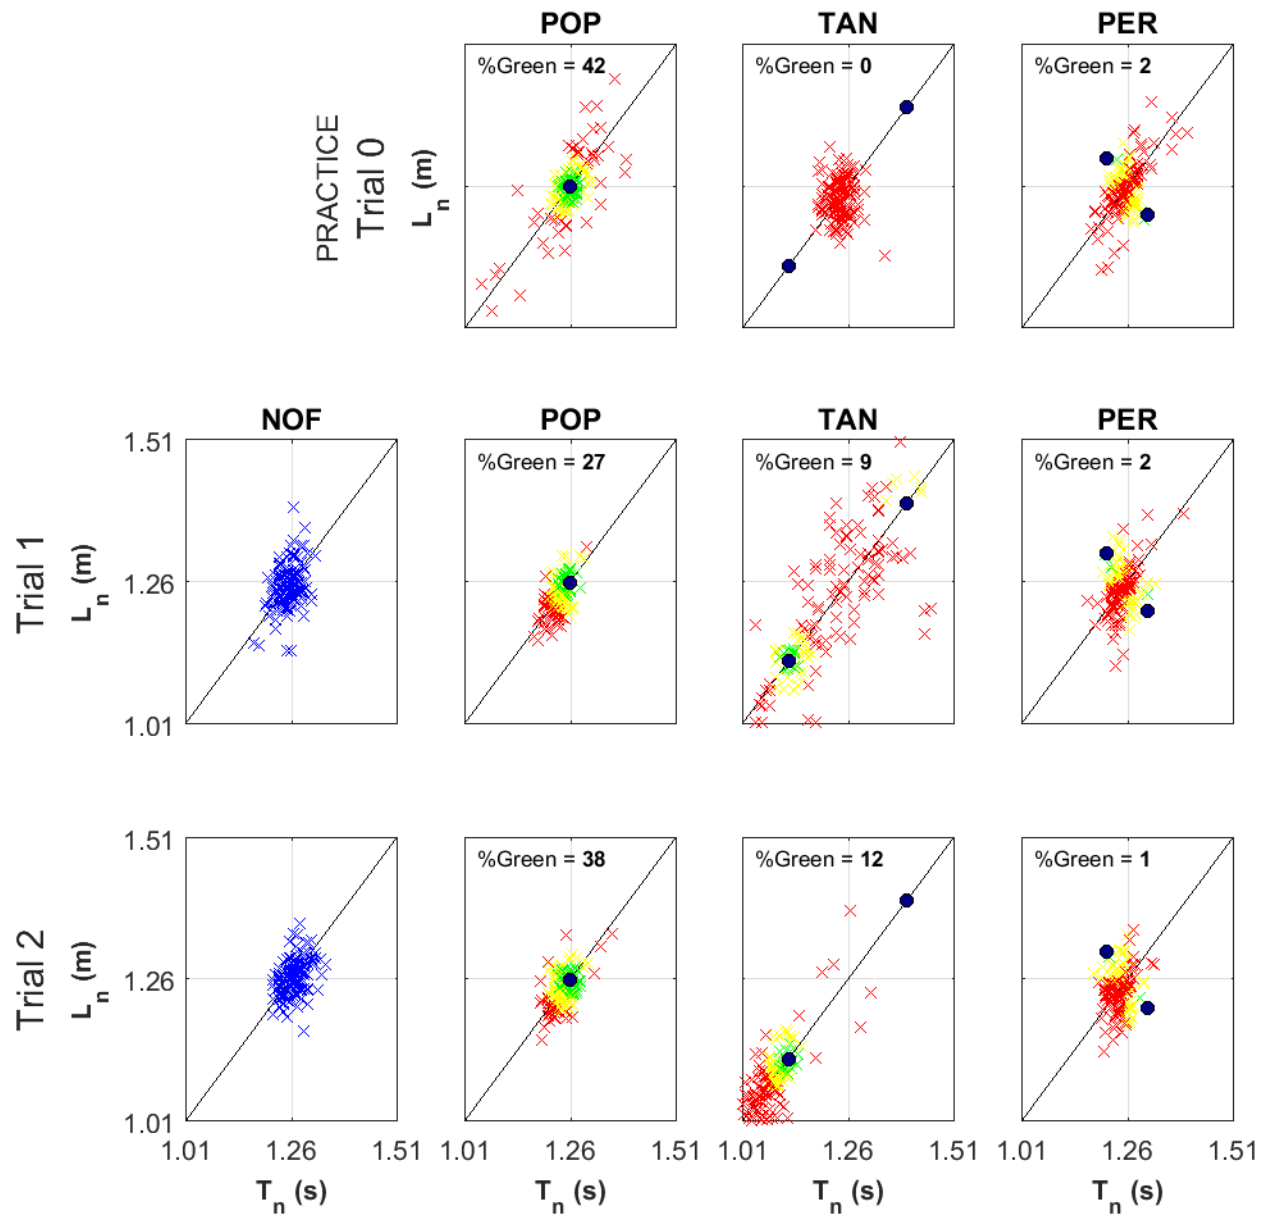 POP TAN PER
PRACTICE
Trial 0
L_n (m)
%Green = 42 %Green = 0 %Green = 2
NOF POP TAN PER
Trial 1
L_n (m)
1.51
1.26
1.01
%Green = 27 %Green = 9 %Green = 2
Trial 2
L_n (m)
1.51
1.26
1.01
%Green = 38 %Green = 12 %Green = 1
1.01 1.26 1.51 1.01 1.26 1.51 1.01 1.26 1.51 1.01 1.26 1.51
T_n (s) T_n (s) T_n (s) T_n (s)